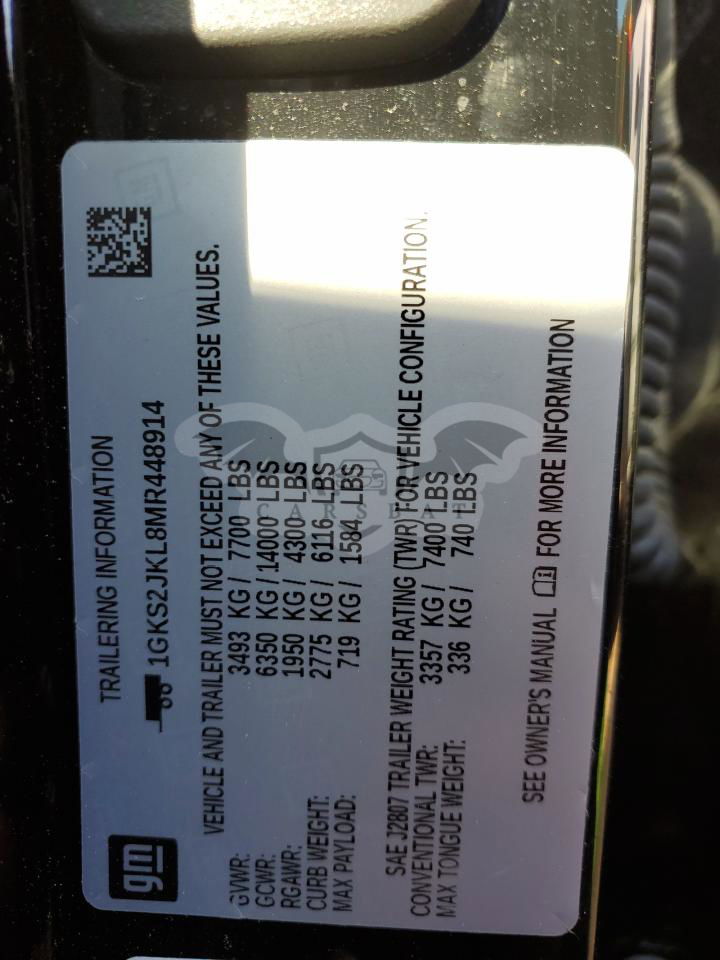 TRAILERING INFORMATION
1GKS2JKL8MR448914
gm
VEHICLE AND TRAILER MUST NOT EXCEED ANY OF THESE VALUES.
GVWR: 3493 KG / 7700 LBS
GCWR: 6350 KG / 14000 LBS
RGAWR: 1950 KG / 4300 LBS
CURB WEIGHT: 2775 KG / 6116 LBS
MAX PAYLOAD: 719 KG / 1584 LBS
SAE J2807 TRAILER WEIGHT RATING (TWR) FOR VEHICLE CONFIGURATION.
CONVENTIONAL TWR: 3357 KG / 7400 LBS
MAX TONGUE WEIGHT: 336 KG / 740 LBS
SEE OWNER'S MANUAL FOR MORE INFORMATION
CARSBAT